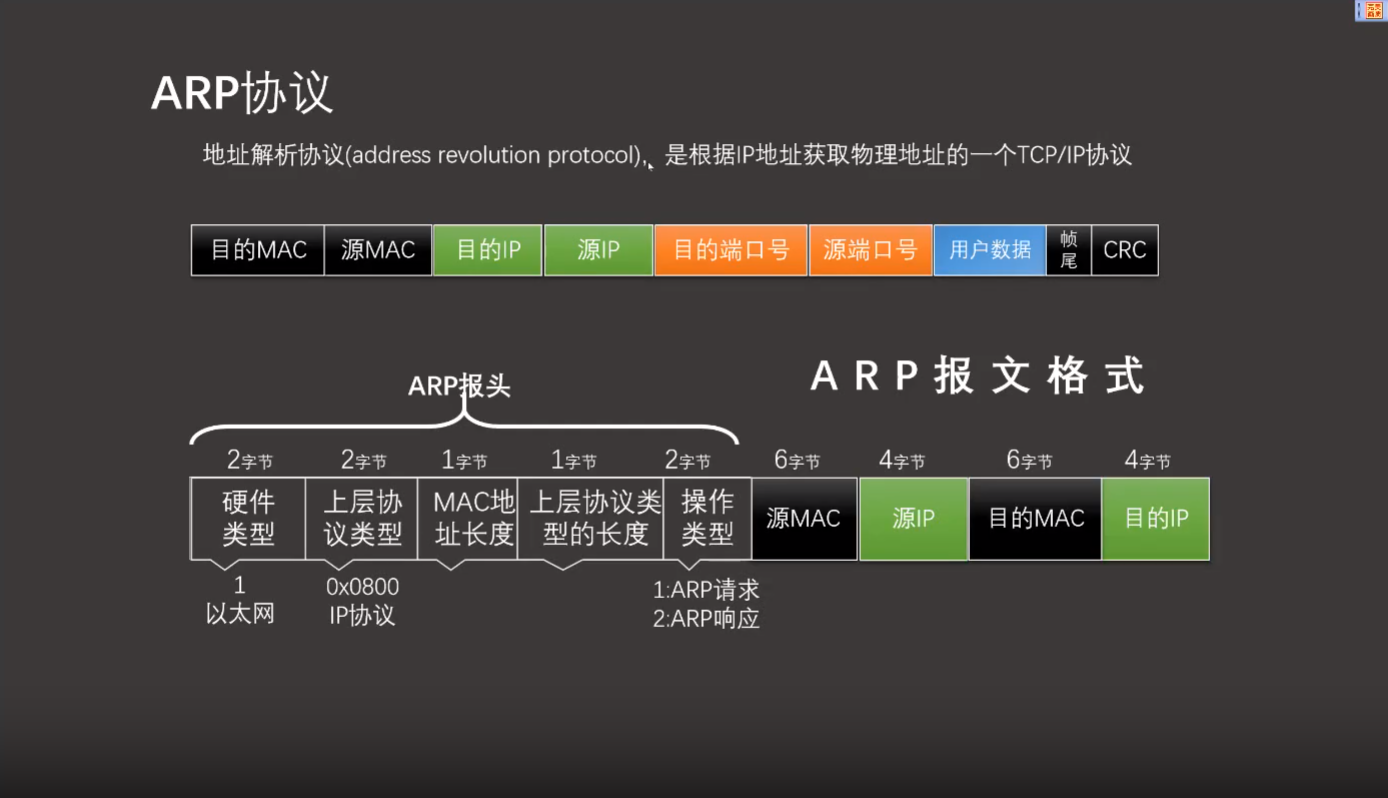 ARP协议
地址解析协议(address revolution protocol),是根据IP地址获取物理地址的一个TCP/IP协议
目的MAC 源MAC 目的IP 源IP 目的端口号 源端口号 用户数据 帧尾 CRC
ARP报文格式
ARP报头
2字节 2字节 1字节 1字节 2字节 6字节 4字节 6字节 4字节
硬件类型 上层协议类型 MAC地址长度 上层协议类型的长度 操作类型 源MAC 源IP 目的MAC 目的IP
1
以太网
0x0800
IP协议
1:ARP请求
2:ARP响应